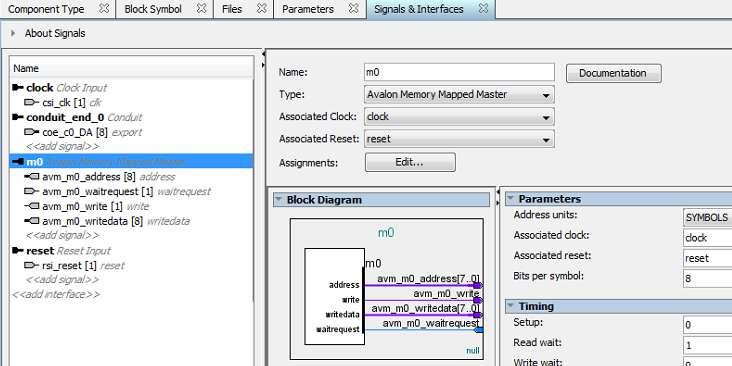 Component Type
Block Symbol
Files
Parameters
Signals & Interfaces
About Signals
Name
clock Clock Input
csi_clk [1] clk
conduit_end_0 Conduit
coe_c0_DA [8] export
<<add signal>>
m0 Avalon Memory Mapped Master
avm_m0_address [8] address
avm_m0_waitrequest [1] waitrequest
avm_m0_write [1] write
avm_m0_writedata [8] writedata
<<add signal>>
reset Reset Input
rsi_reset [1] reset
<<add signal>>
<<add interface>>
Name: m0 Documentation
Type: Avalon Memory Mapped Master
Associated Clock: clock
Associated Reset: reset
Assignments: Edit...
Block Diagram
m0
m0
address avm_m0_address[7..0]
write avm_m0_write
writedata avm_m0_writedata[7..0]
waitrequest avm_m0_waitrequest
null
Parameters
Address units: SYMBOLS
Associated clock: clock
Associated reset: reset
Bits per symbol: 8
Timing
Setup: 0
Read wait: 1
Write wait: 0